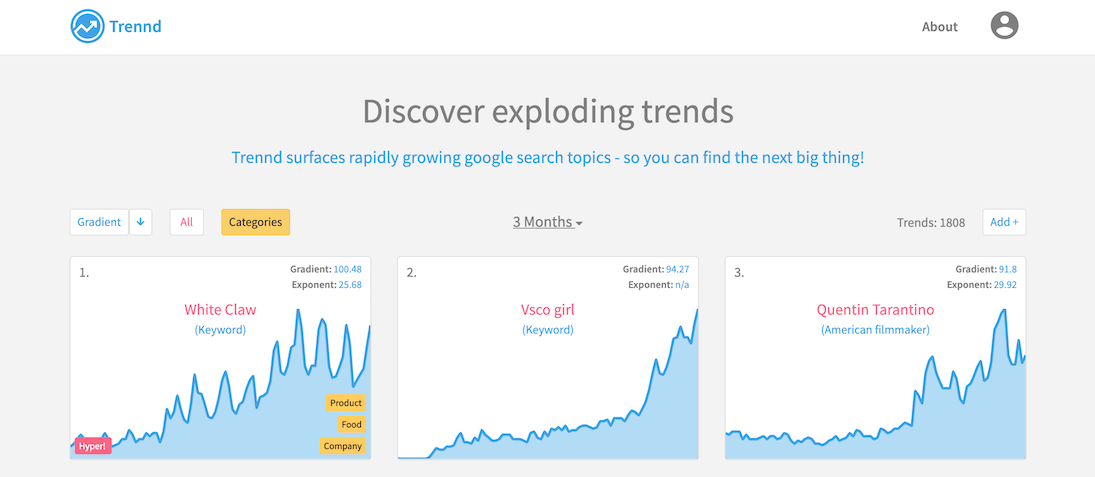 Trennd
About
Discover exploding trends
Trennd surfaces rapidly growing google search topics - so you can find the next big thing!
Gradient
All
Categories
3 Months
Trends: 1808
Add +
1.
Gradient: 100.48
Exponent: 25.68
White Claw
(Keyword)
Product
Food
Hyper!
Company
2.
Gradient: 94.27
Exponent: n/a
Vsco girl
(Keyword)
3.
Gradient: 91.8
Exponent: 29.92
Quentin Tarantino
(American filmmaker)